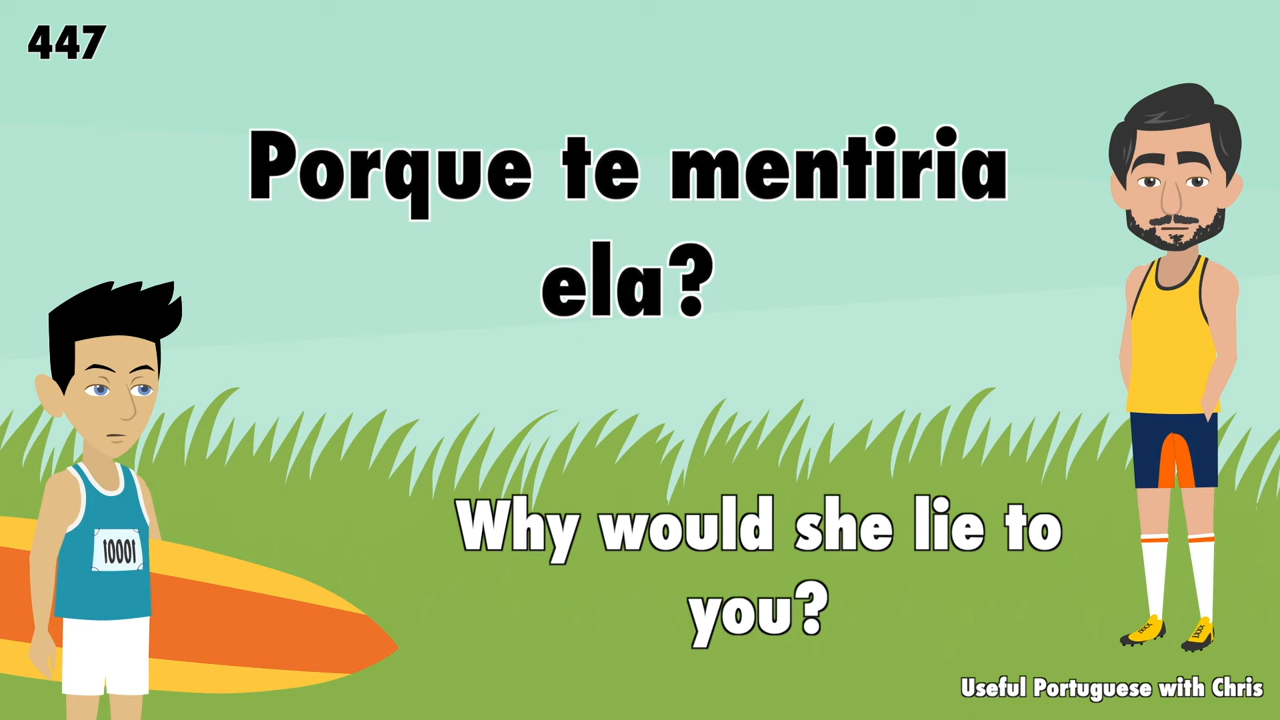 447
Porque te mentiria
ela?
10001
Why would she lie to
you?
Useful Portuguese with Chris